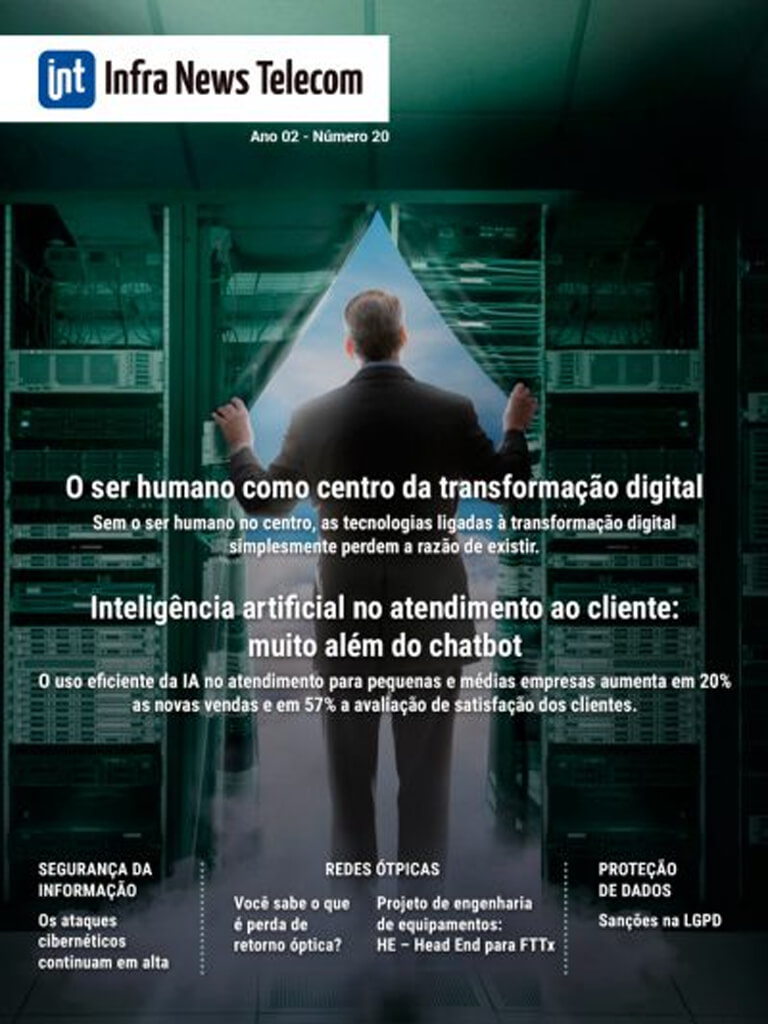 int Infra News Telecom
Ano 02 - Número 20
O ser humano como centro da transformação digital
Sem o ser humano no centro, as tecnologias ligadas à transformação digital
simplesmente perdem a razão de existir.
Inteligência artificial no atendimento ao cliente:
muito além do chatbot
O uso eficiente da IA no atendimento para pequenas e médias empresas aumenta em 20%
as novas vendas e em 57% a avaliação de satisfação dos clientes.
SEGURANÇA DA
INFORMAÇÃO
Os ataques
cibernéticos
continuam em alta
REDES ÓTPICAS
Você sabe o que
é perda de
retorno óptica?
Projeto de engenharia
de equipamentos:
HE – Head End para FTTx
PROTEÇÃO
DE DADOS
Sanções na LGPD